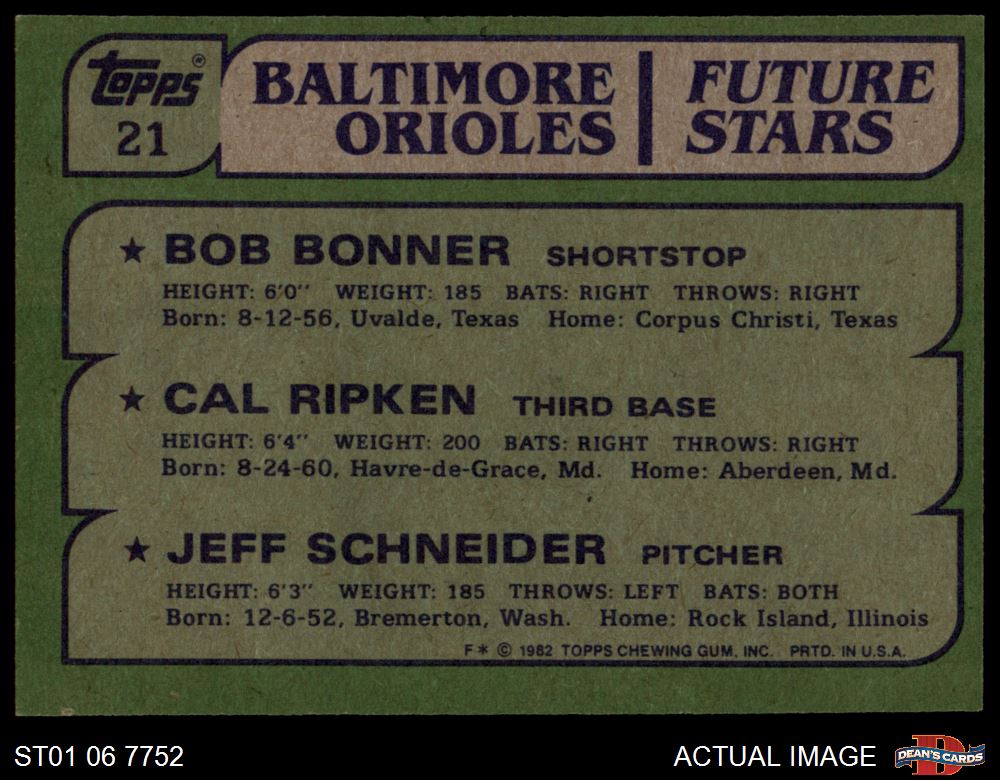 topps®
21
BALTIMORE ORIOLES
FUTURE STARS
★ BOB BONNER SHORTSTOP
HEIGHT: 6'0" WEIGHT: 185 BATS: RIGHT THROWS: RIGHT
Born: 8-12-56, Uvalde, Texas Home: Corpus Christi, Texas
★ CAL RIPKEN THIRD BASE
HEIGHT: 6'4" WEIGHT: 200 BATS: RIGHT THROWS: RIGHT
Born: 8-24-60, Havre-de-Grace, Md. Home: Aberdeen, Md.
★ JEFF SCHNEIDER PITCHER
HEIGHT: 6'3" WEIGHT: 185 THROWS: LEFT BATS: BOTH
Born: 12-6-52, Bremerton, Wash. Home: Rock Island, Illinois
F* © 1982 TOPPS CHEWING GUM, INC. PRTD. IN U.S.A.
ST01 06 7752
ACTUAL IMAGE
D
DEAN'S CARDS